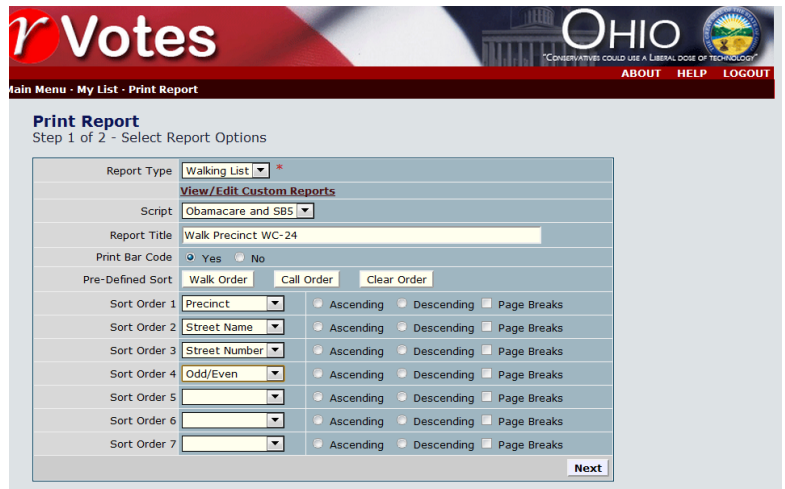 r Votes
OHIO
"CONSERVATIVES COULD USE A LIBERAL DOSE OF TECHNOLOGY"
ABOUT HELP LOGOUT
Main Menu · My List · Print Report
Print Report
Step 1 of 2 - Select Report Options
Report Type Walking List *
View/Edit Custom Reports
Script Obamacare and SB5
Report Title Walk Precinct WC-24
Print Bar Code Yes No
Pre-Defined Sort Walk Order Call Order Clear Order
Sort Order 1 Precinct Ascending Descending Page Breaks
Sort Order 2 Street Name Ascending Descending Page Breaks
Sort Order 3 Street Number Ascending Descending Page Breaks
Sort Order 4 Odd/Even Ascending Descending Page Breaks
Sort Order 5 Ascending Descending Page Breaks
Sort Order 6 Ascending Descending Page Breaks
Sort Order 7 Ascending Descending Page Breaks
Next